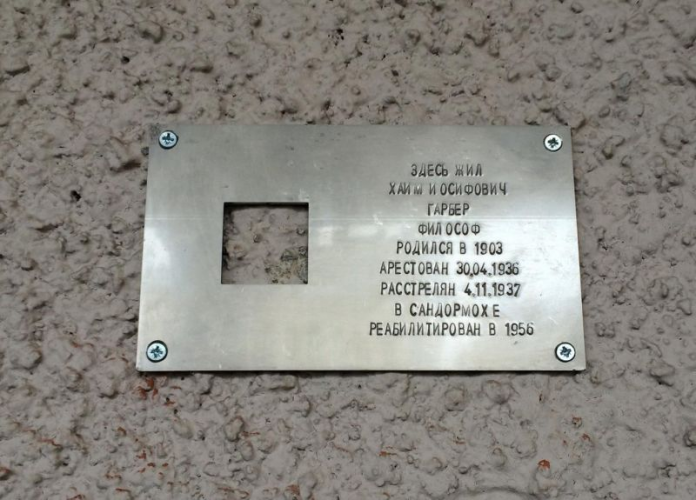 ЗДЕСЬ ЖИЛ
ХАИМ ИОСИФОВИЧ
ГАРБЕР
ФИЛОСОФ
РОДИЛСЯ В 1903
АРЕСТОВАН 30.04.1936
РАССТРЕЛЯН 4.11.1937
В САНДОРМОХЕ
РЕАБИЛИТИРОВАН В 1956